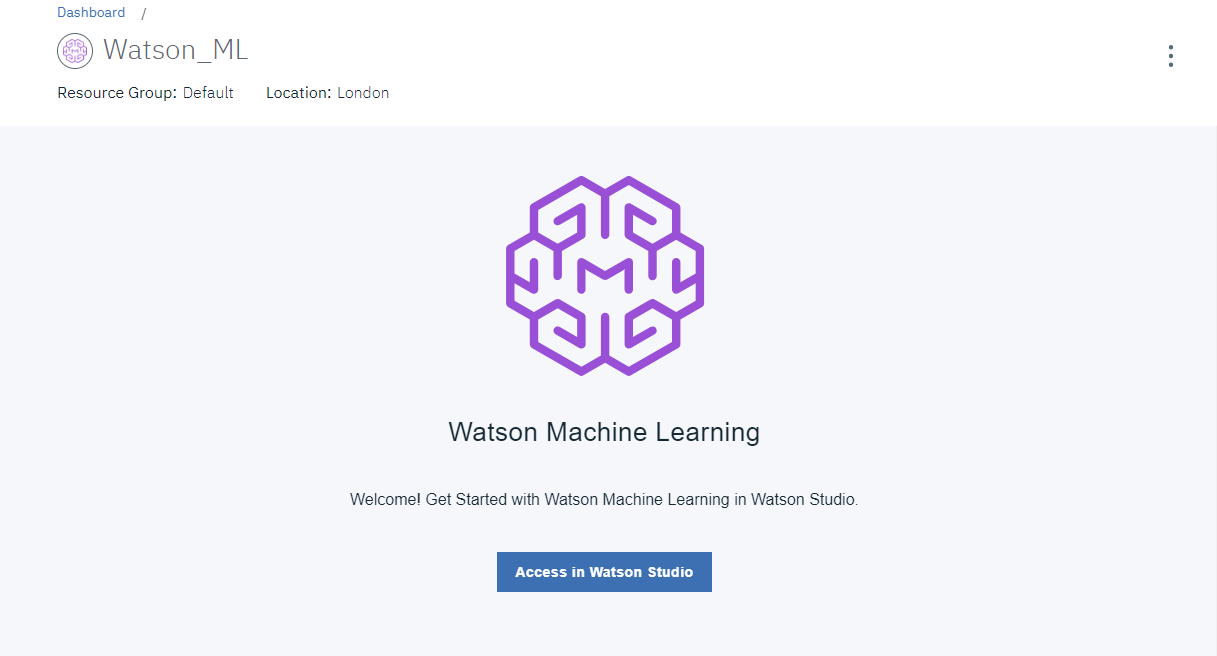 Dashboard /
Watson_ML
Resource Group: Default Location: London
Watson Machine Learning
Welcome! Get Started with Watson Machine Learning in Watson Studio.
Access in Watson Studio